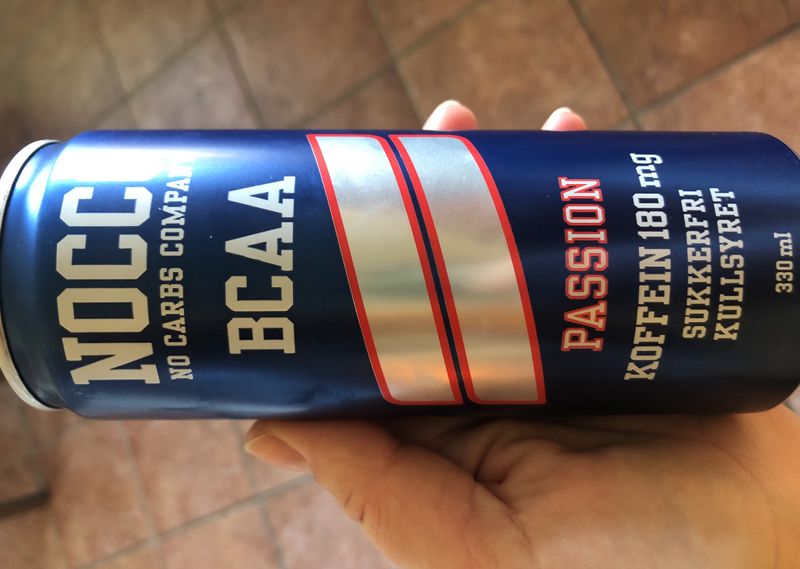 NOCCO
NO CARBS COMPANY
BCAA
PASSION
KOFFEIN 180 mg
SUKKERFRI
KULLSYRET
330 ml